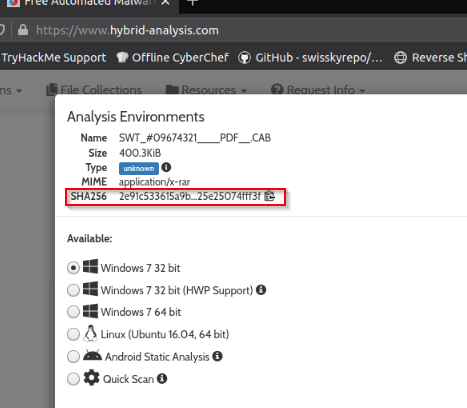 Free Automated Malwar
https://www.hybrid-analysis.com
TryHackMe Support Offline CyberChef GitHub - swisskyrepo/... Reverse Sh
ns File Collections Resources Request Info
Analysis Environments
Name SWT_#09674321____PDF__.CAB
Size 400.3KiB
Type unknown
MIME application/x-rar
SHA256 2e91c533615a9b...25e25074fff3f
Available:
Windows 7 32 bit
Windows 7 32 bit (HWP Support)
Windows 7 64 bit
Linux (Ubuntu 16.04, 64 bit)
Android Static Analysis
Quick Scan